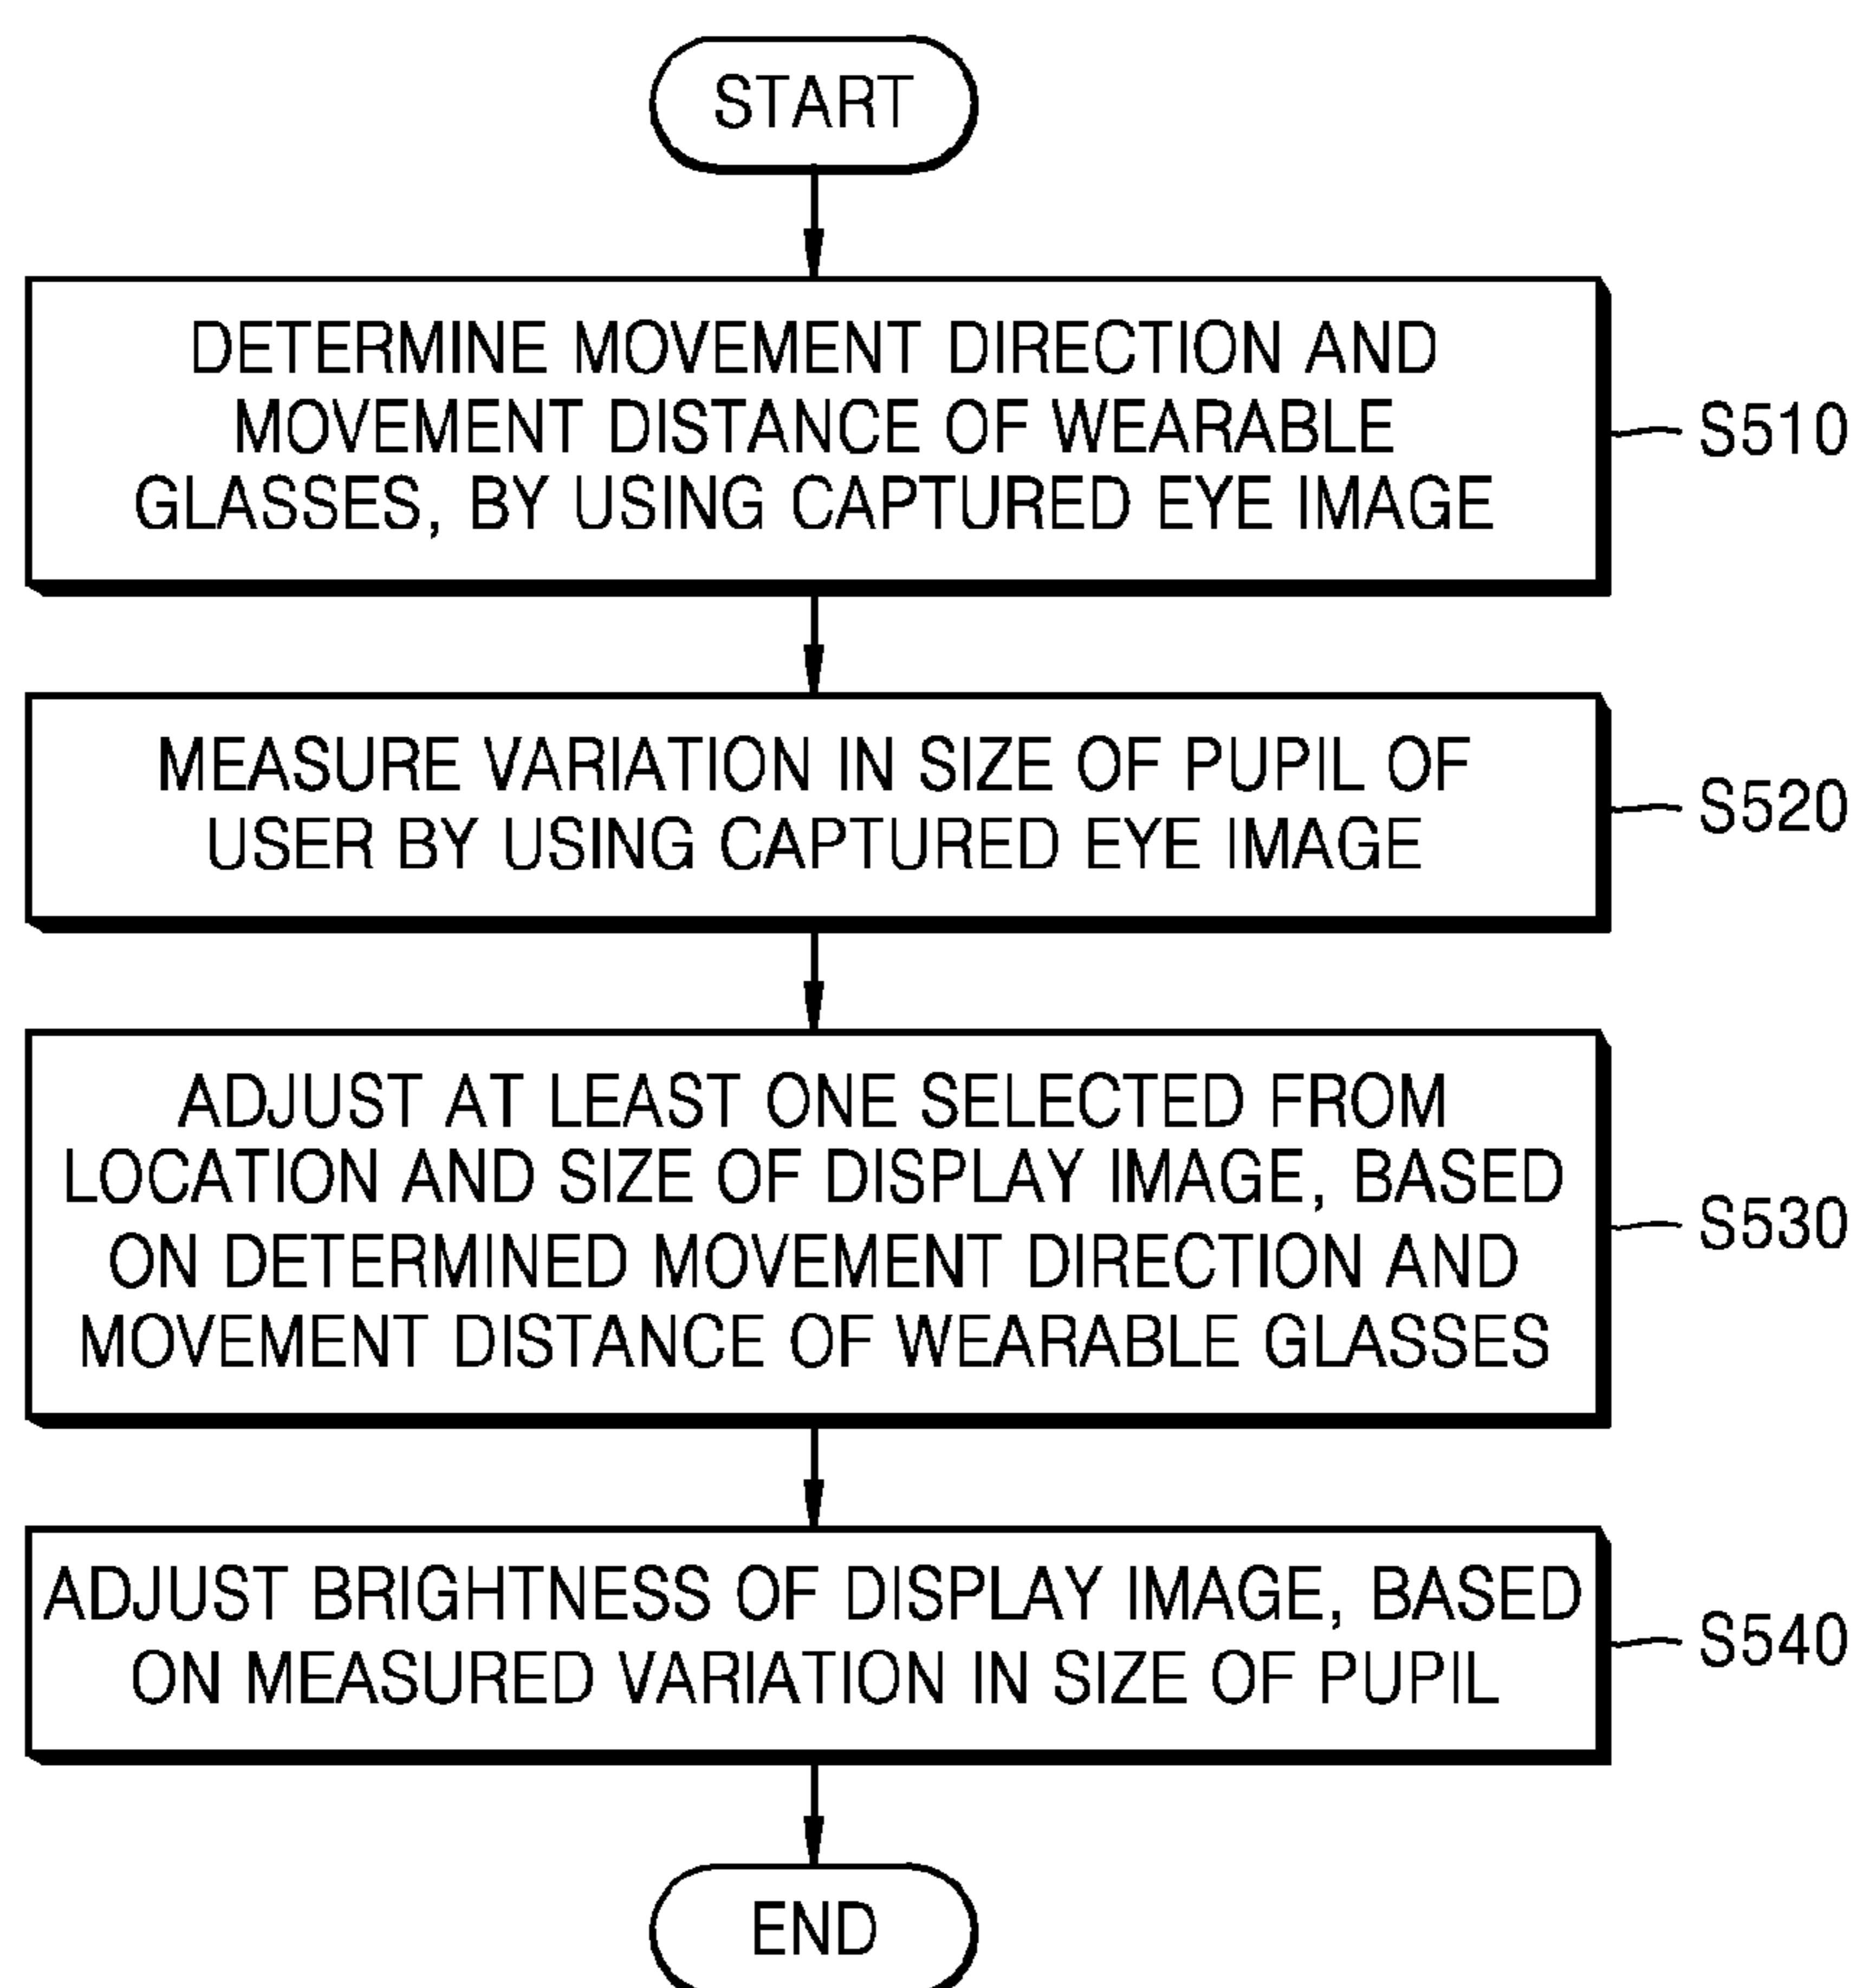 START
DETERMINE MOVEMENT DIRECTION AND
MOVEMENT DISTANCE OF WEARABLE
GLASSES, BY USING CAPTURED EYE IMAGE
S510
MEASURE VARIATION IN SIZE OF PUPIL OF
USER BY USING CAPTURED EYE IMAGE
S520
ADJUST AT LEAST ONE SELECTED FROM
LOCATION AND SIZE OF DISPLAY IMAGE, BASED
ON DETERMINED MOVEMENT DIRECTION AND
MOVEMENT DISTANCE OF WEARABLE GLASSES
S530
ADJUST BRIGHTNESS OF DISPLAY IMAGE, BASED
ON MEASURED VARIATION IN SIZE OF PUPIL
S540
END